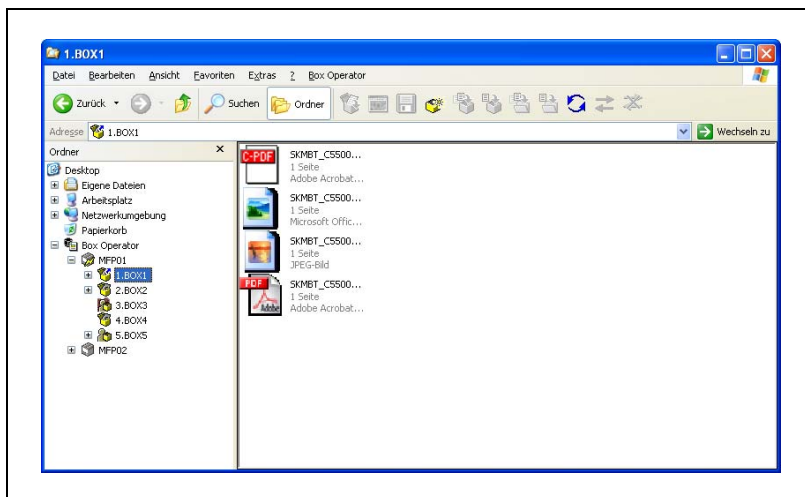 1.BOX1
Datei Bearbeiten Ansicht Favoriten Extras ? Box Operator
Zurück Suchen Ordner
Adresse 1.BOX1 Wechseln zu
Ordner x
Desktop
Eigene Dateien
Arbeitsplatz
Netzwerkumgebung
Papierkorb
Box Operator
MFP01
1.BOX1
2.BOX2
3.BOX3
4.BOX4
5.BOX5
MFP02
C-PDF
SKMBT_C5500...
1 Seite
Adobe Acrobat...
SKMBT_C5500...
1 Seite
Microsoft Offic...
SKMBT_C5500...
1 Seite
JPEG-Bild
PDF
Adobe
SKMBT_C5500...
1 Seite
Adobe Acrobat...